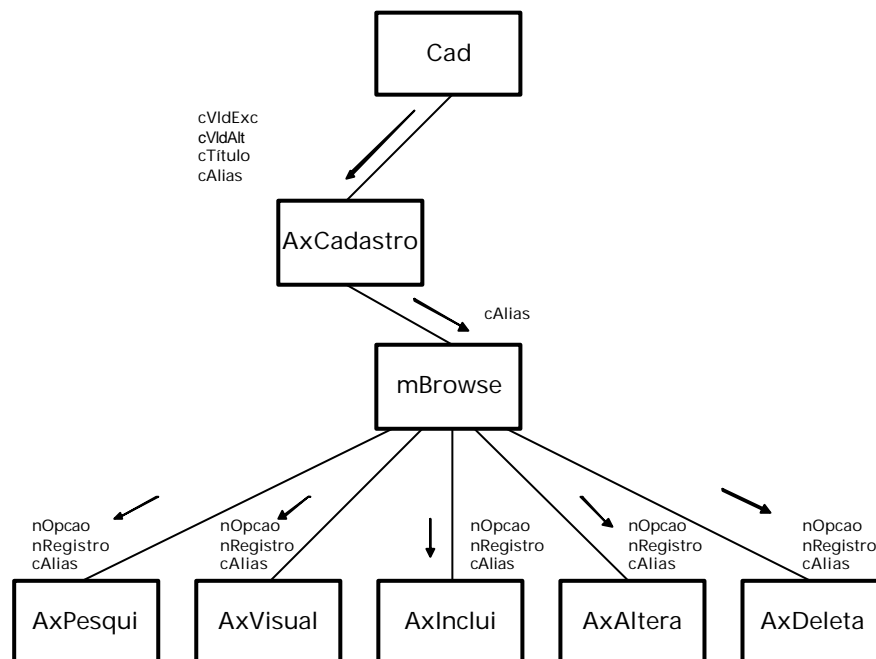 Cad
cVldExc
cVldAlt
cTítulo
cAlias
AxCadastro
cAlias
mBrowse
nOpcao
nRegistro
cAlias
nOpcao
nRegistro
cAlias
nOpcao
nRegistro
cAlias
nOpcao
nRegistro
cAlias
nOpcao
nRegistro
cAlias
AxPesqui
AxVisual
AxInclui
AxAltera
AxDeleta